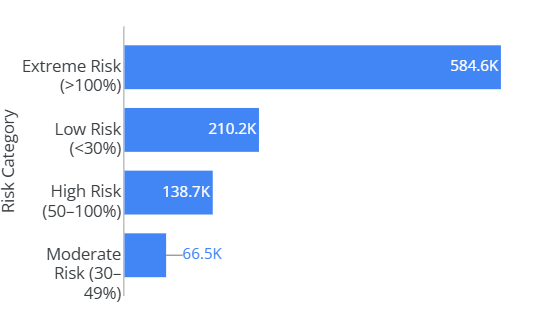 Risk Category
Extreme Risk
(>100%)
584.6K
Low Risk
(<30%)
210.2K
High Risk
(50–100%)
138.7K
Moderate
Risk (30–
49%)
66.5K